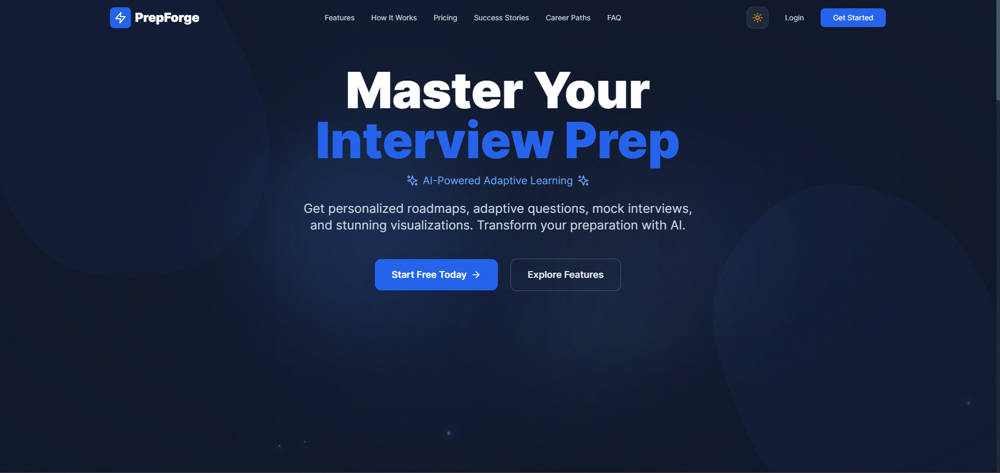 PrepForge
Features
How It Works
Pricing
Success Stories
Career Paths
FAQ
Login
Get Started
Master Your
Interview Prep
AI-Powered Adaptive Learning
Get personalized roadmaps, adaptive questions, mock interviews,
and stunning visualizations. Transform your preparation with AI.
Start Free Today
Explore Features